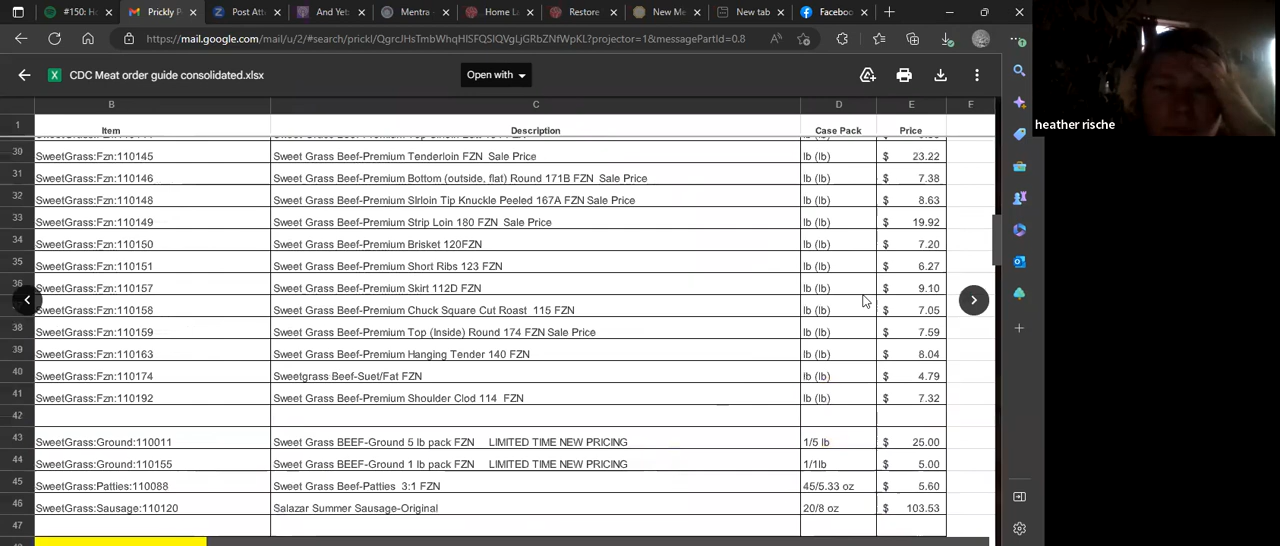 #150: H
Prickly P
Post Att
And Yet
Mentra
Home L
Restore
New Me
New tab
Faceboo
https://mail.google.com/mail/u/2/#search/prickl/QgrcJHsTmbWhqHISFQSIQVgLjGRbZNfWpKL?projector=1&messagePartId=0.8
CDC Meat order guide consolidated.xlsx
Open with
heather rische
B C D E F
1 Item Description Case Pack Price
30 SweetGrass:Fzn:110145 Sweet Grass Beef-Premium Tenderloin FZN Sale Price lb (lb) $ 23.22
31 SweetGrass:Fzn:110146 Sweet Grass Beef-Premium Bottom (outside, flat) Round 171B FZN Sale Price lb (lb) $ 7.38
32 SweetGrass:Fzn:110148 Sweet Grass Beef-Premium SIrloin Tip Knuckle Peeled 167A FZN Sale Price lb (lb) $ 8.63
33 SweetGrass:Fzn:110149 Sweet Grass Beef-Premium Strip Loin 180 FZN Sale Price lb (lb) $ 19.92
34 SweetGrass:Fzn:110150 Sweet Grass Beef-Premium Brisket 120FZN lb (lb) $ 7.20
35 SweetGrass:Fzn:110151 Sweet Grass Beef-Premium Short Ribs 123 FZN lb (lb) $ 6.27
36 SweetGrass:Fzn:110157 Sweet Grass Beef-Premium Skirt 112D FZN lb (lb) $ 9.10
SweetGrass:Fzn:110158 Sweet Grass Beef-Premium Chuck Square Cut Roast 115 FZN lb (lb) $ 7.05
38 SweetGrass:Fzn:110159 Sweet Grass Beef-Premium Top (Inside) Round 174 FZN Sale Price lb (lb) $ 7.59
39 SweetGrass:Fzn:110163 Sweet Grass Beef-Premium Hanging Tender 140 FZN lb (lb) $ 8.04
40 SweetGrass:Fzn:110174 Sweetgrass Beef-Suet/Fat FZN lb (lb) $ 4.79
41 SweetGrass:Fzn:110192 Sweet Grass Beef-Premium Shoulder Clod 114 FZN lb (lb) $ 7.32
42
43 SweetGrass:Ground:110011 Sweet Grass BEEF-Ground 5 lb pack FZN LIMITED TIME NEW PRICING 1/5 lb $ 25.00
44 SweetGrass:Ground:110155 Sweet Grass BEEF-Ground 1 lb pack FZN LIMITED TIME NEW PRICING 1/1lb $ 5.00
45 SweetGrass:Patties:110088 Sweet Grass Beef-Patties 3:1 FZN 45/5.33 oz $ 5.60
46 SweetGrass:Sausage:110120 Salazar Summer Sausage-Original 20/8 oz $ 103.53
47